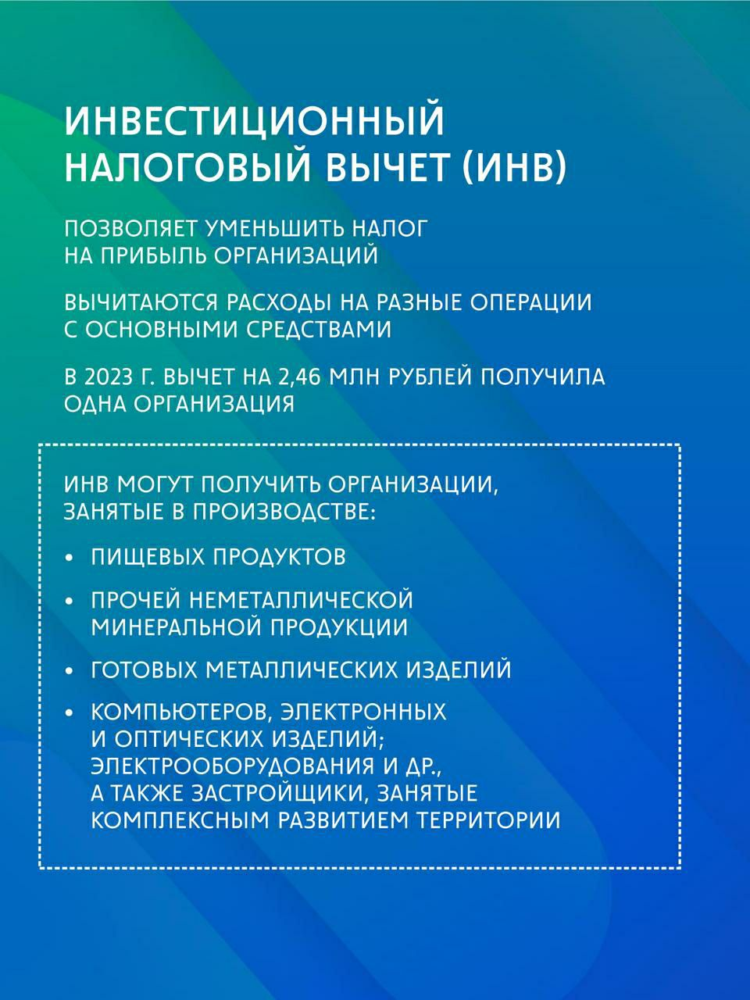 ИНВЕСТИЦИОННЫЙ
НАЛОГОВЫЙ ВЫЧЕТ (ИНВ)
ПОЗВОЛЯЕТ УМЕНЬШИТЬ НАЛОГ
НА ПРИБЫЛЬ ОРГАНИЗАЦИЙ
ВЫЧИТАЮТСЯ РАСХОДЫ НА РАЗНЫЕ ОПЕРАЦИИ
С ОСНОВНЫМИ СРЕДСТВАМИ
В 2023 Г. ВЫЧЕТ НА 2,46 МЛН РУБЛЕЙ ПОЛУЧИЛА
ОДНА ОРГАНИЗАЦИЯ
ИНВ МОГУТ ПОЛУЧИТЬ ОРГАНИЗАЦИИ,
ЗАНЯТЫЕ В ПРОИЗВОДСТВЕ:
• ПИЩЕВЫХ ПРОДУКТОВ
• ПРОЧЕЙ НЕМЕТАЛЛИЧЕСКОЙ
МИНЕРАЛЬНОЙ ПРОДУКЦИИ
• ГОТОВЫХ МЕТАЛЛИЧЕСКИХ ИЗДЕЛИЙ
• КОМПЬЮТЕРОВ, ЭЛЕКТРОННЫХ
И ОПТИЧЕСКИХ ИЗДЕЛИЙ;
ЭЛЕКТРООБОРУДОВАНИЯ И ДР.,
А ТАКЖЕ ЗАСТРОЙЩИКИ, ЗАНЯТЫЕ
КОМПЛЕКСНЫМ РАЗВИТИЕМ ТЕРРИТОРИИ